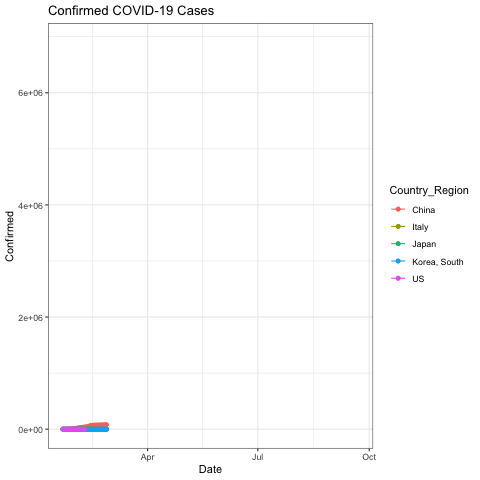 Confirmed COVID-19 Cases
6e+06
4e+06
2e+06
0e+00
Confirmed
Apr
Jul
Oct
Date
Country_Region
China
Italy
Japan
Korea, South
US